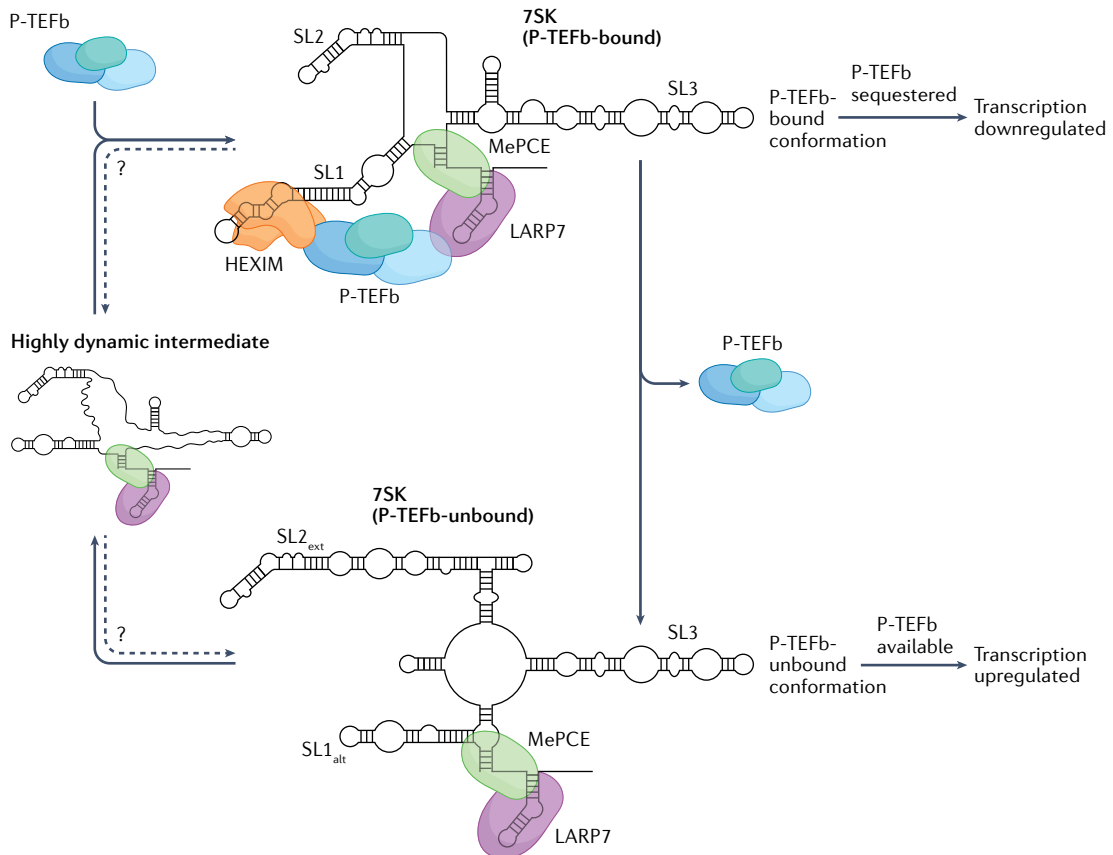 P-TEFb
SL2
7SK
(P-TEFb-bound)
SL3
P-TEFb-
bound
conformation
P-TEFb
sequestered
Transcription
downregulated
?
SL1
MePCE
LARP7
HEXIM
P-TEFb
Highly dynamic intermediate
P-TEFb
7SK
(P-TEFb-unbound)
SL2ext
?
SL3
P-TEFb-
unbound
conformation
P-TEFb
available
Transcription
upregulated
SL1alt
MePCE
LARP7